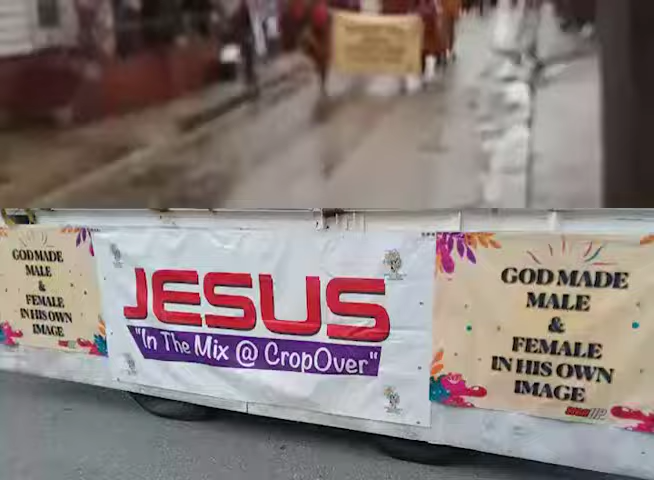 GOD MADE
MALE
&
FEMALE
IN HIS OWN
IMAGE
JESUS
"In The Mix @ CropOver"
GOD MADE
MALE
&
FEMALE
IN HIS OWN
IMAGE